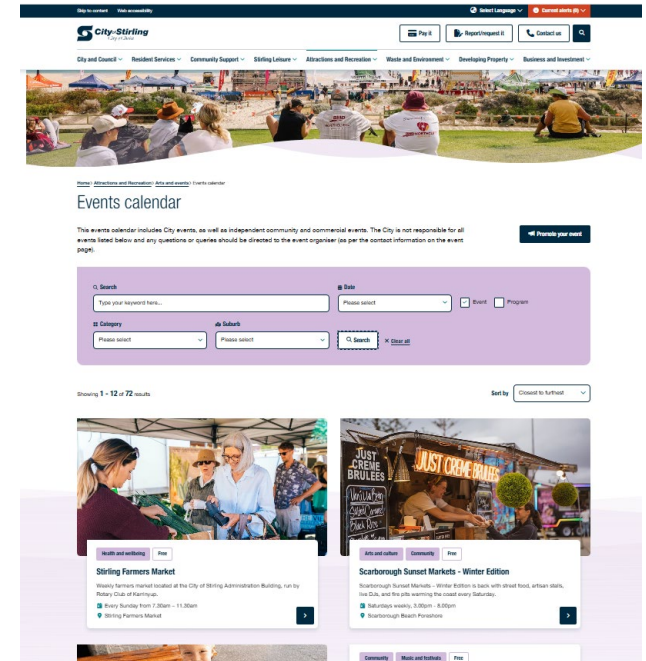 Skip to content Web accessibility Select Language Current alerts (0)
City of Stirling
City of Choice
Pay it Report/request it Contact us
City and Council Resident Services Community Support Stirling Leisure Attractions and Recreation Waste and Environment Developing Property Business and Investment
Home Attractions and Recreation Arts and events Events calendar
Events calendar
This events calendar includes City events, as well as independent community and commercial events. The City is not responsible for all
events listed below and any questions or queries should be directed to the event organiser (as per the contact information on the event
page).
Promote your event
Search Date
Type your keyword here... Please select Event Program
Category Suburb
Please select Please select Search × Clear all
Showing 1 - 12 of 72 results Sort by Closest to furthest
JUST CREME BRULEES
JUST
CREME
BRULEES
Health and wellbeing Free
Stirling Farmers Market
Weekly farmers market located at the City of Stirling Administration Building, run by
Rotary Club of Karrinyup.
Every Sunday from 7.30am – 11.30am
Stirling Farmers Market
Arts and culture Community Free
Scarborough Sunset Markets - Winter Edition
Scarborough Sunset Markets – Winter Edition is back with street food, artisan stalls,
live DJs, and fire pits warming the coast every Saturday.
Saturdays weekly, 3.00pm - 8.00pm
Scarborough Beach Foreshore
Community Music and festivals Free